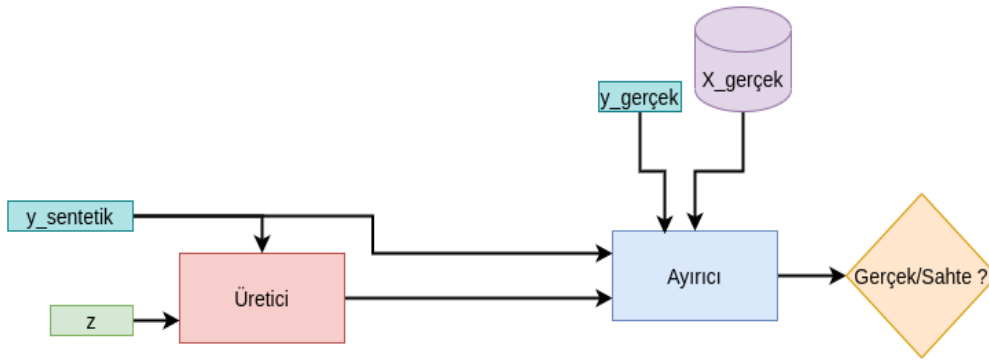 X_gerçek
y_gerçek
y_sentetik
Üretici
Ayırıcı
Gerçek/Sahte ?
z